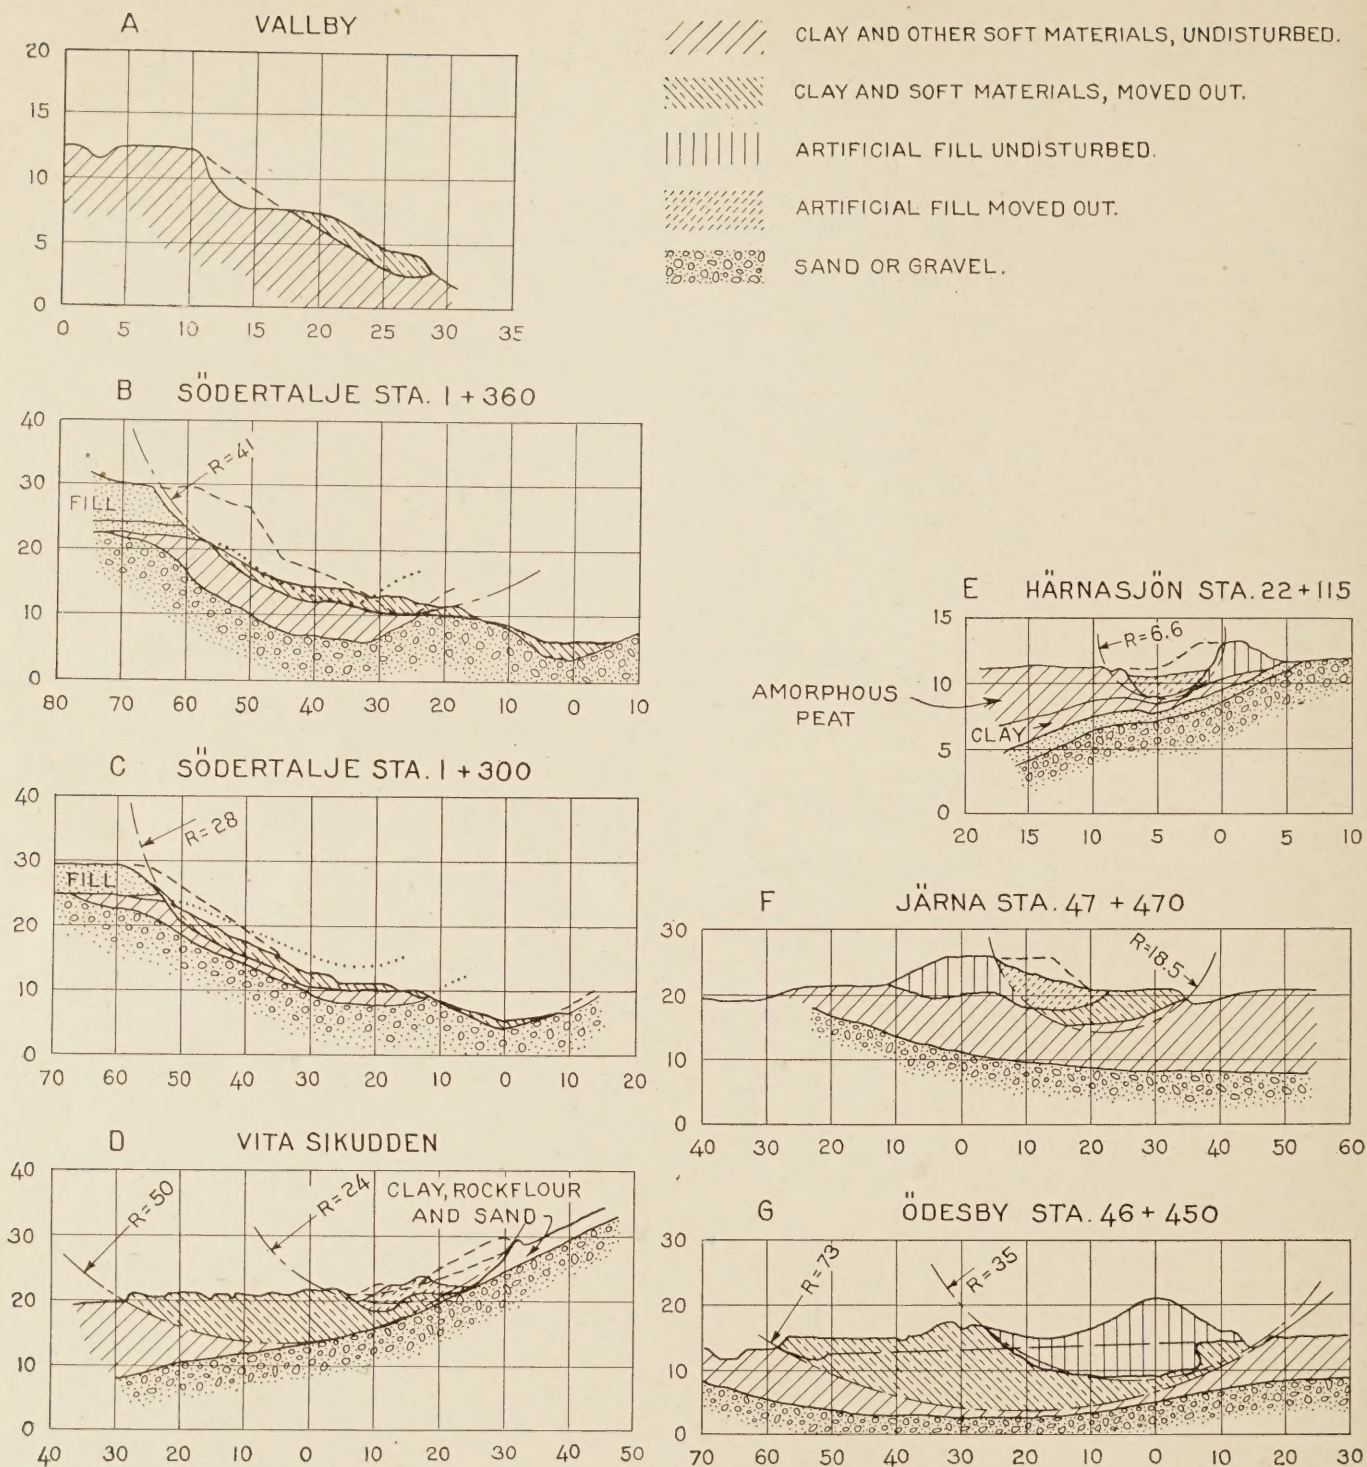 A VALLBY
20
15
10
5
0
0 5 10 15 20 25 30 35
CLAY AND OTHER SOFT MATERIALS, UNDISTURBED.
CLAY AND SOFT MATERIALS, MOVED OUT.
ARTIFICIAL FILL UNDISTURBED.
ARTIFICIAL FILL MOVED OUT.
SAND OR GRAVEL.
B SÖDERTALJE STA. 1 + 360
40
30
20
10
0
R=41
FILL
80 70 60 50 40 30 20 10 0 10
C SÖDERTALJE STA. 1 + 300
40
30
20
10
0
R=28
FILL
70 60 50 40 30 20 10 0 10 20
D VITA SIKUDDEN
40
30
20
10
0
R=50
R=24
CLAY, ROCKFLOUR
AND SAND
40 30 20 10 0 10 20 30 40 50
E HÄRNASJÖN STA. 22+115
15
10
5
0
R=6.6
AMORPHOUS
PEAT
CLAY
20 15 10 5 0 5 10
F JÄRNA STA. 47 + 470
30
20
10
0
R=18.5
40 30 20 10 0 10 20 30 40 50 60
G ÖDESBY STA. 46 + 450
30
20
10
0
R=73
R=35
70 60 50 40 30 20 10 0 10 20 30